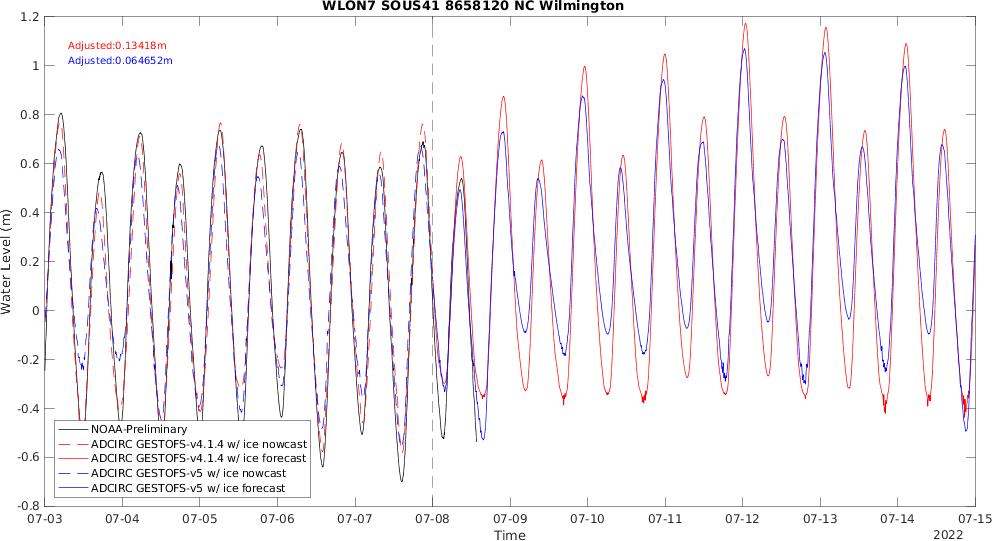 WLON7 SOUS41 8658120 NC Wilmington
1.2
Adjusted:0.13418m
Adjusted:0.064652m
1
0.8
0.6
0.4
0.2
0
-0.2
-0.4
-0.6
-0.8
Water Level (m)
NOAA-Preliminary
ADCIRC GESTOFS-v4.1.4 w/ ice nowcast
ADCIRC GESTOFS-v4.1.4 w/ ice forecast
ADCIRC GESTOFS-v5 w/ ice nowcast
ADCIRC GESTOFS-v5 w/ ice forecast
07-03 07-04 07-05 07-06 07-07 07-08 07-09 07-10 07-11 07-12 07-13 07-14 07-15
Time
2022